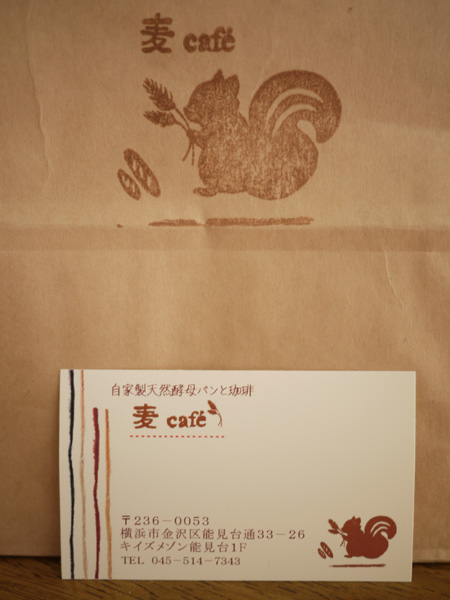 麦 café
自家製天然酵母パンと珈琲
麦 café
〒236−0053
横浜市金沢区能見台通33−26
キイズメゾン能見台1F
TEL 045-514-7343